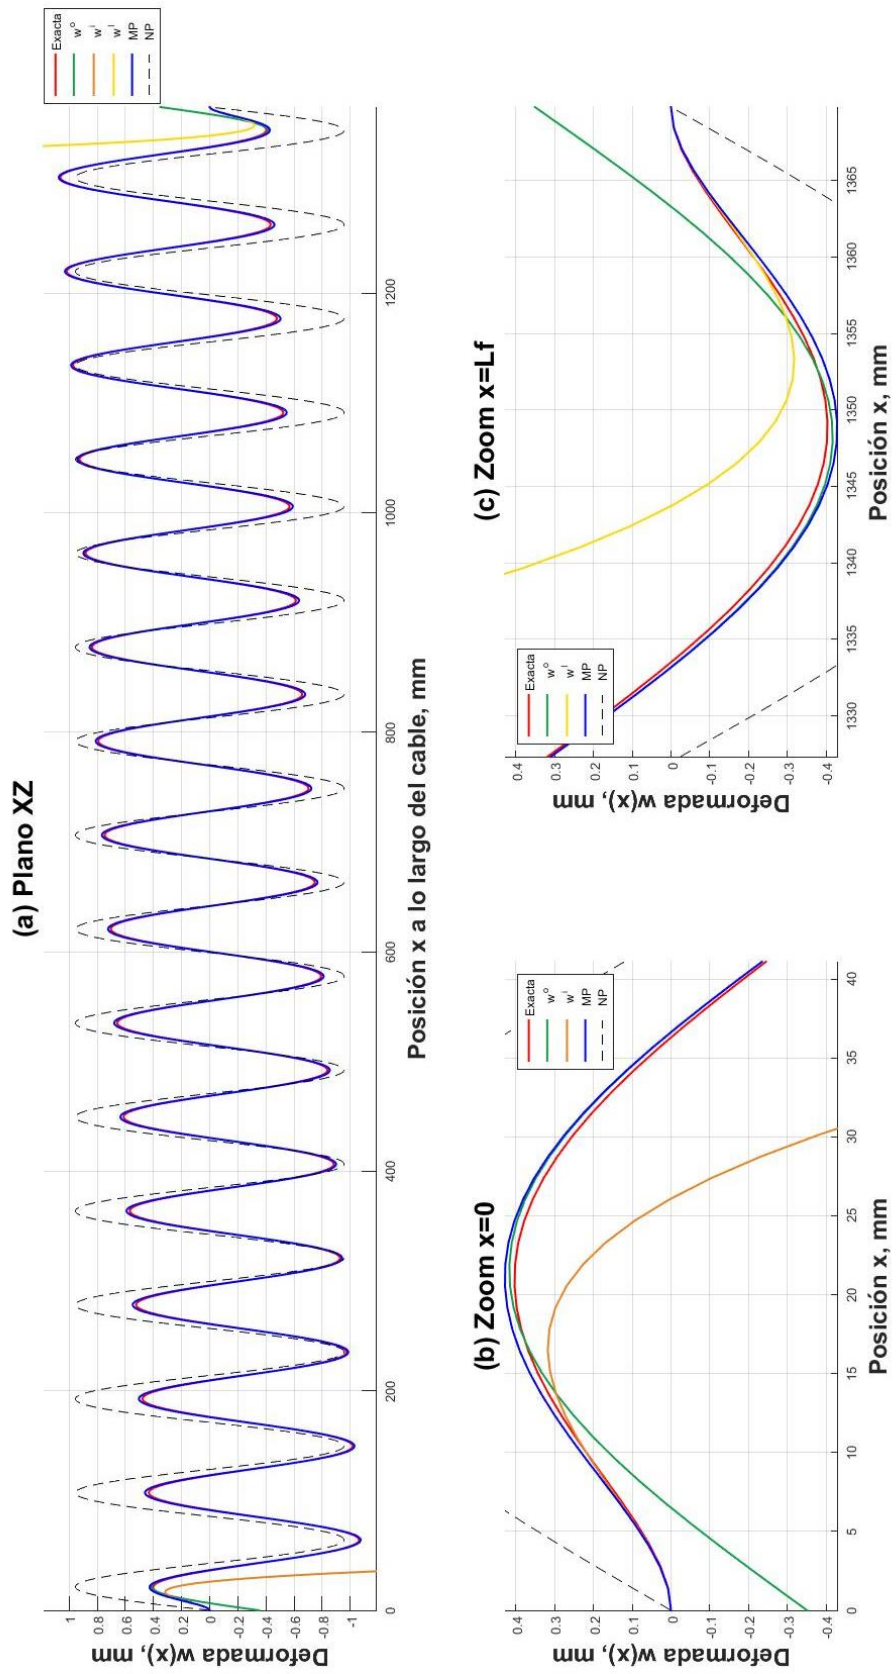 (a) Plano XZ
Exacta
w^o
w^i
w^l
MP
NP
1
0.8
0.6
0.4
0.2
0
-0.2
-0.4
-0.6
-0.8
-1
Deformada w(x), mm
0
200
400
600
800
1000
1200
Posición x a lo largo del cable, mm
(b) Zoom x=0
Exacta
w^o
w^i
MP
NP
0.4
0.3
0.2
0.1
0
-0.1
-0.2
-0.3
-0.4
Deformada w(x), mm
0
5
10
15
20
25
30
35
40
Posición x, mm
(c) Zoom x=Lf
Exacta
w^o
w^l
MP
NP
0.4
0.3
0.2
0.1
0
-0.1
-0.2
-0.3
-0.4
Deformada w(x), mm
1330
1335
1340
1345
1350
1355
1360
1365
Posición x, mm